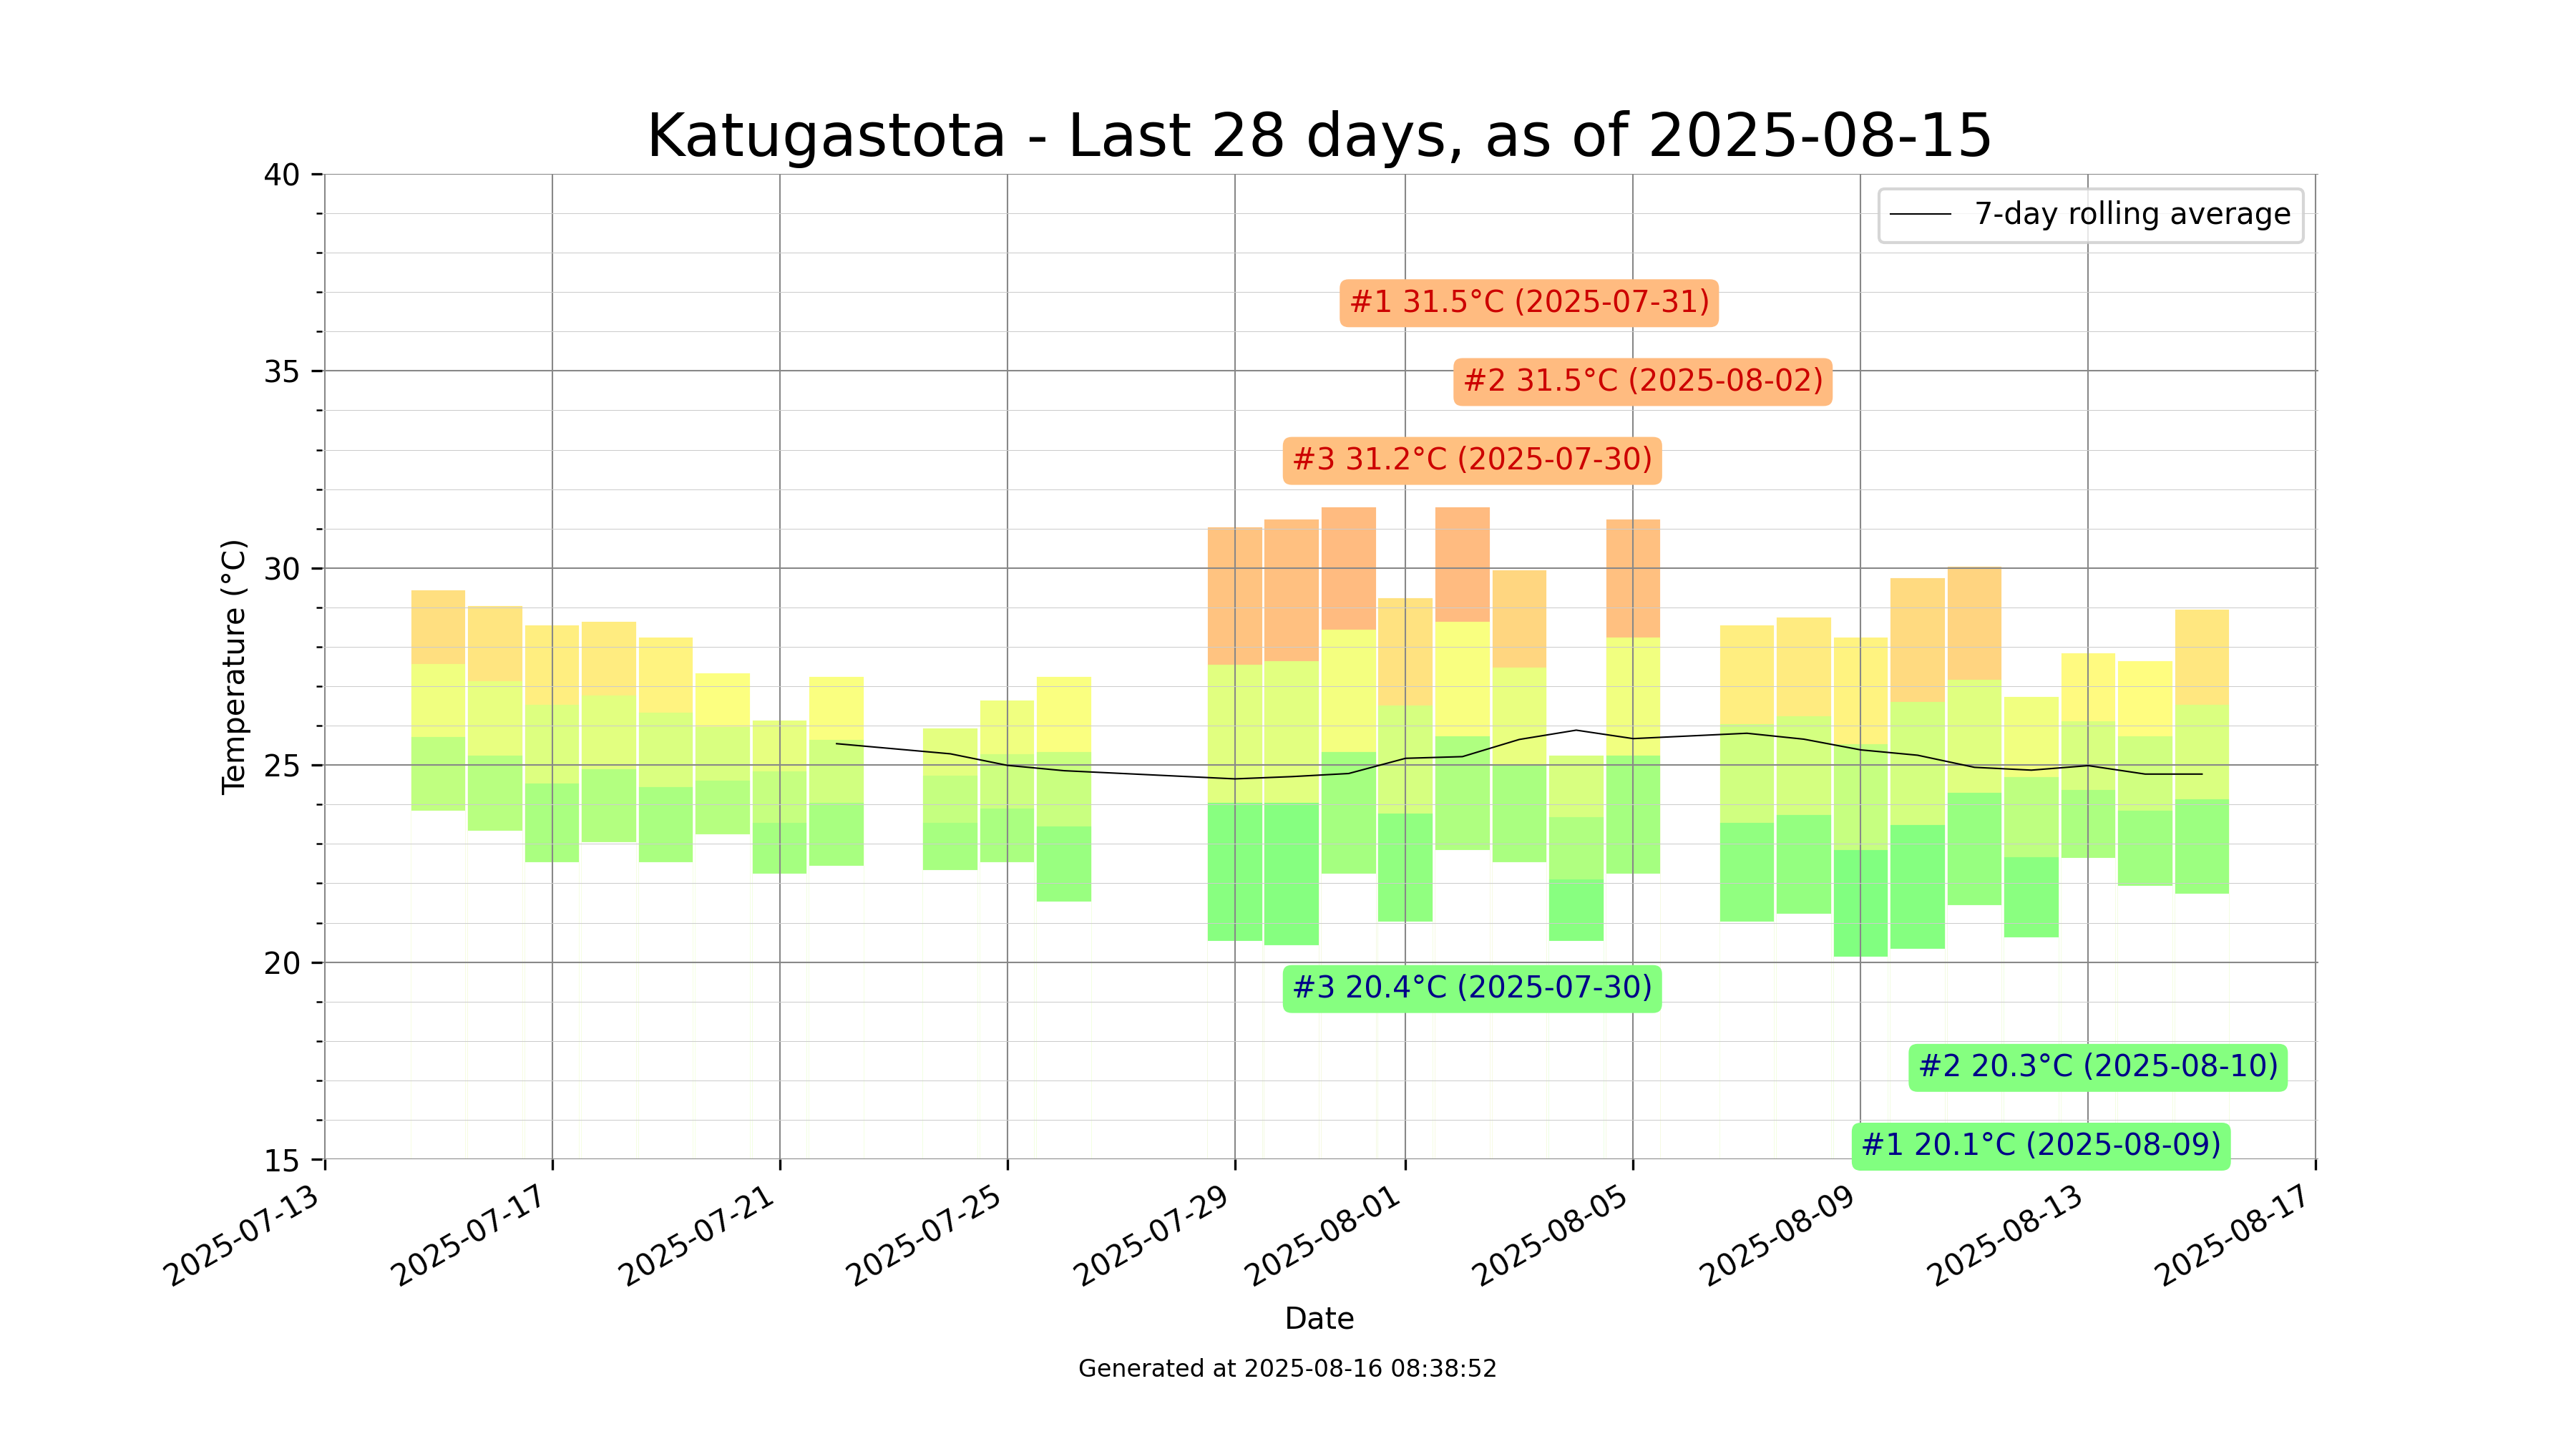 Katugastota - Last 28 days, as of 2025-08-15
40
7-day rolling average
#1 31.5°C (2025-07-31)
35
#2 31.5°C (2025-08-02)
#3 31.2°C (2025-07-30)
30
Temperature (°C)
25
20
#3 20.4°C (2025-07-30)
#2 20.3°C (2025-08-10)
#1 20.1°C (2025-08-09)
15
2025-07-13
2025-07-17
2025-07-21
2025-07-25
2025-07-29
2025-08-01
2025-08-05
2025-08-09
2025-08-13
2025-08-17
Date
Generated at 2025-08-16 08:38:52